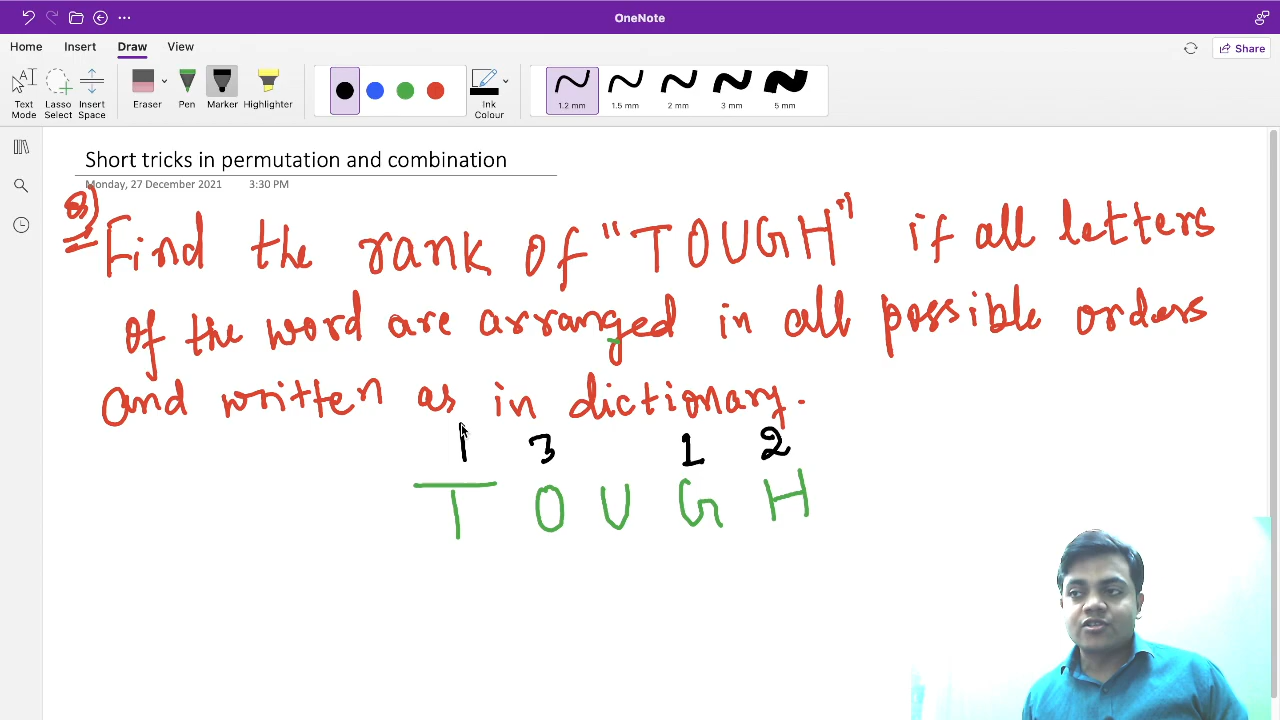 OneNote
Home Insert Draw View
Share
Text Mode
Lasso Select
Insert Space
Eraser
Pen
Marker
Highlighter
Ink Colour
1.2 mm
1.5 mm
2 mm
3 mm
5 mm
Short tricks in permutation and combination
Monday, 27 December 2021 3:30 PM
Q)
Find the rank of "TOUGH" if all letters
of the word are arranged in all possible orders
and written as in dictionary.
3 1 2
T O U G H